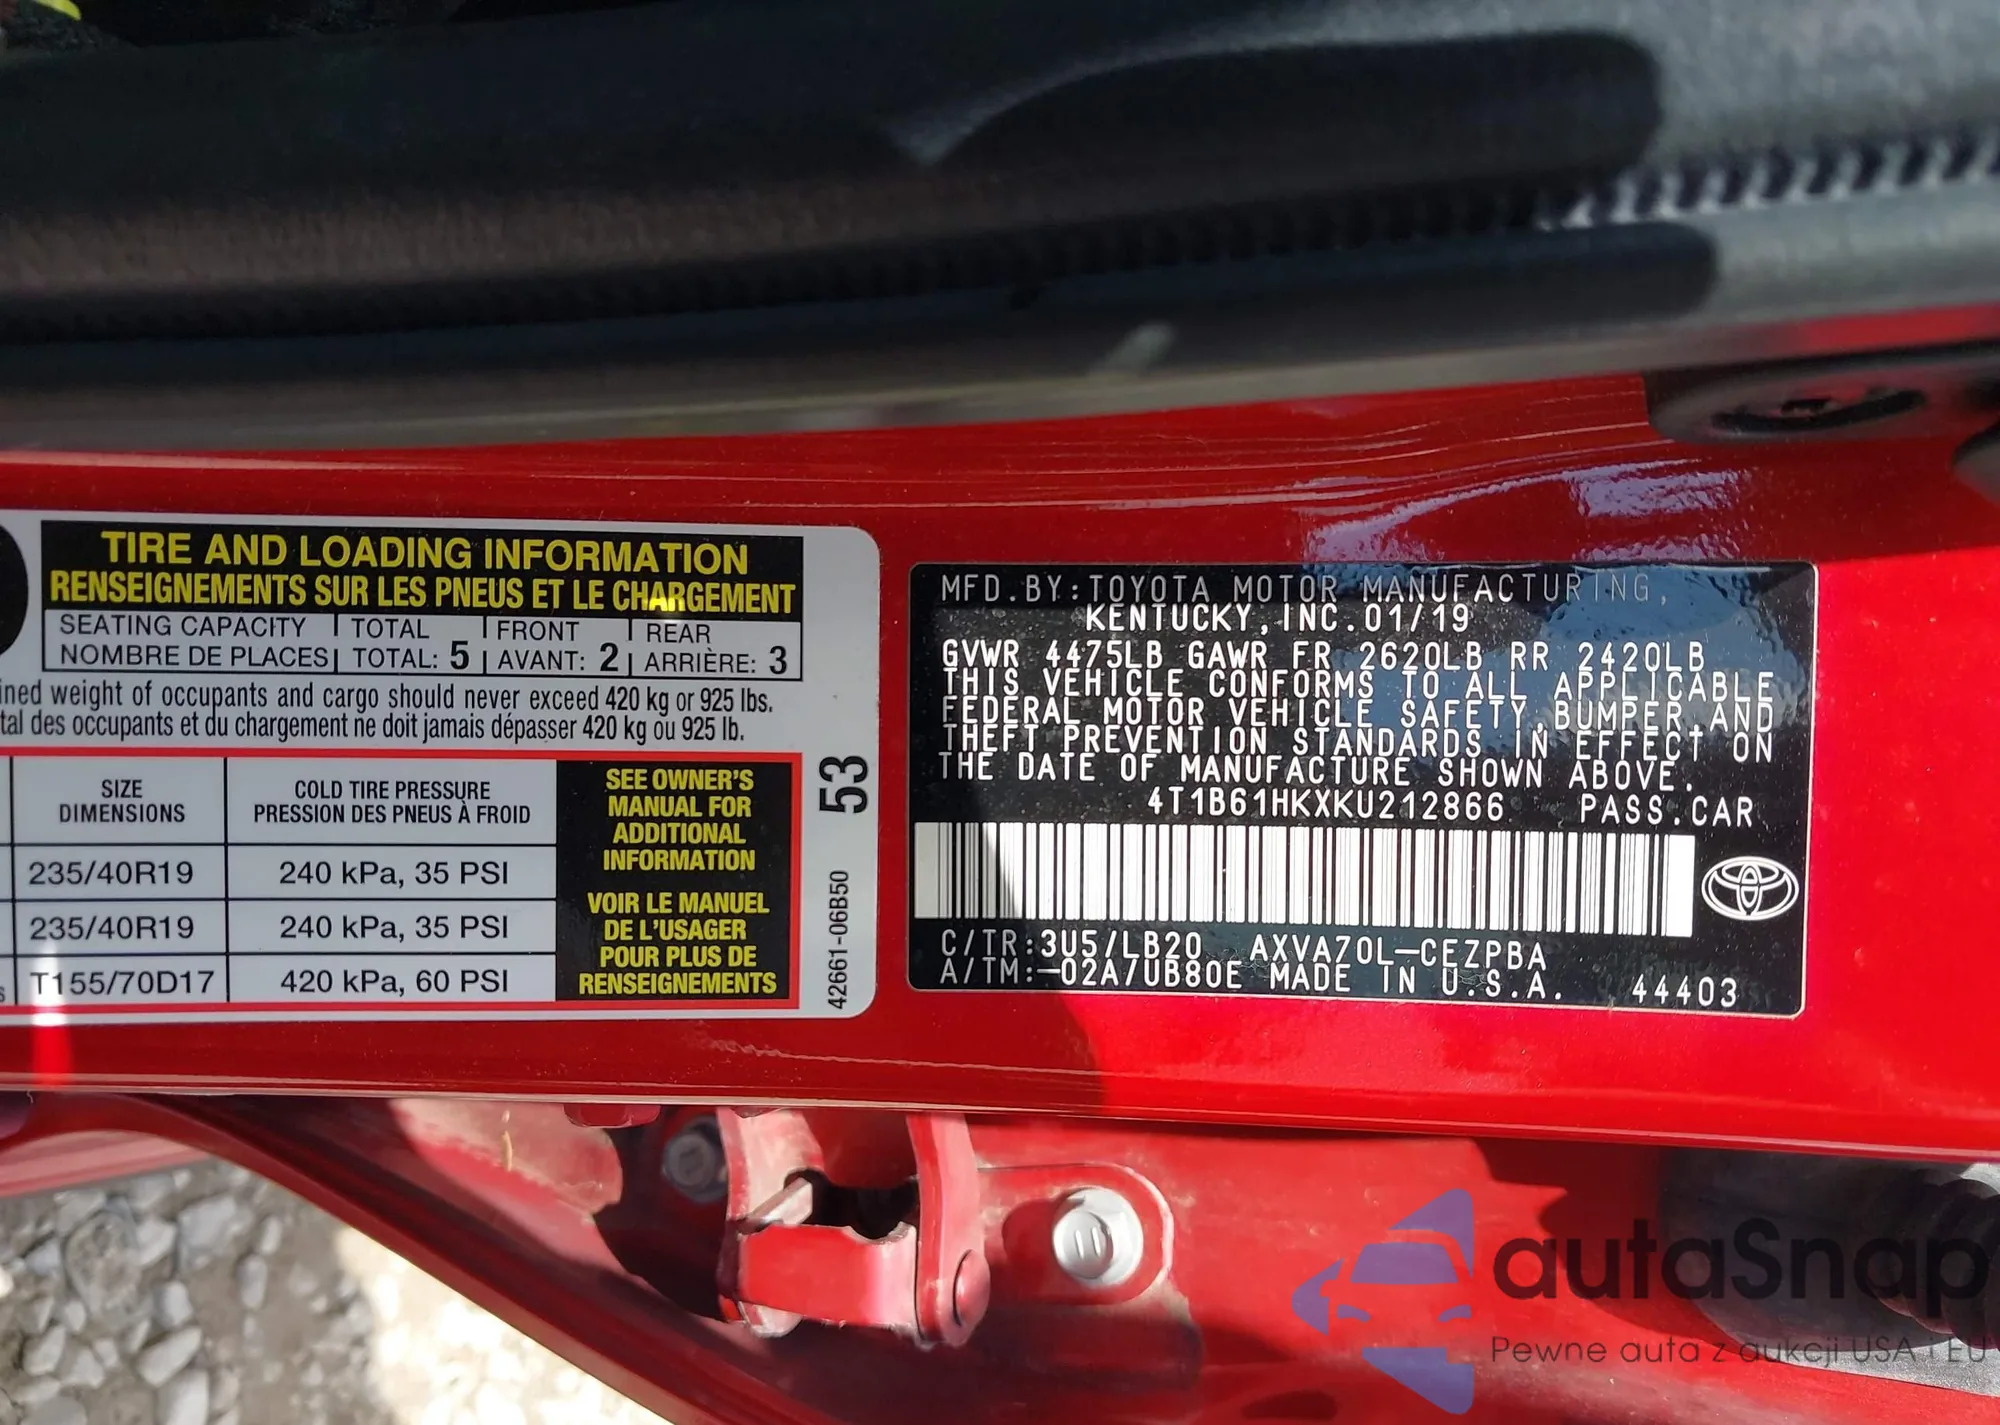 TIRE AND LOADING INFORMATION
RENSEIGNEMENTS SUR LES PNEUS ET LE CHARGEMENT
SEATING CAPACITY TOTAL FRONT REAR
NOMBRE DE PLACES TOTAL: 5 AVANT: 2 ARRIÈRE: 3
weight of occupants and cargo should never exceed 420 kg or 925 lbs.
des occupants et du chargement ne doit jamais dépasser 420 kg ou 925 lb.
SIZE
DIMENSIONS
COLD TIRE PRESSURE
PRESSION DES PNEUS À FROID
235/40R19 240 kPa, 35 PSI
235/40R19 240 kPa, 35 PSI
T155/70D17 420 kPa, 60 PSI
SEE OWNER'S
MANUAL FOR
ADDITIONAL
INFORMATION
VOIR LE MANUEL
DE L'USAGER
POUR PLUS DE
RENSEIGNEMENTS
53
42661-06B50
MFD.BY:TOYOTA MOTOR MANUFACTURING,
KENTUCKY,INC.01/19
GVWR 4475LB GAWR FR 2620LB RR 2420LB
THIS VEHICLE CONFORMS TO ALL APPLICABLE
FEDERAL MOTOR VEHICLE SAFETY,BUMPER AND
THEFT PREVENTION STANDARDS IN EFFECT ON
THE DATE OF MANUFACTURE SHOWN ABOVE.
4T1B61HKXKU212866 PASS.CAR
C/TR:3U5/LB20 AXVA70L-CEZPBA
A/TM:-02A/UB80E MADE IN U.S.A. 44403
autaSnap
Pewne auta z aukcji USA i EU